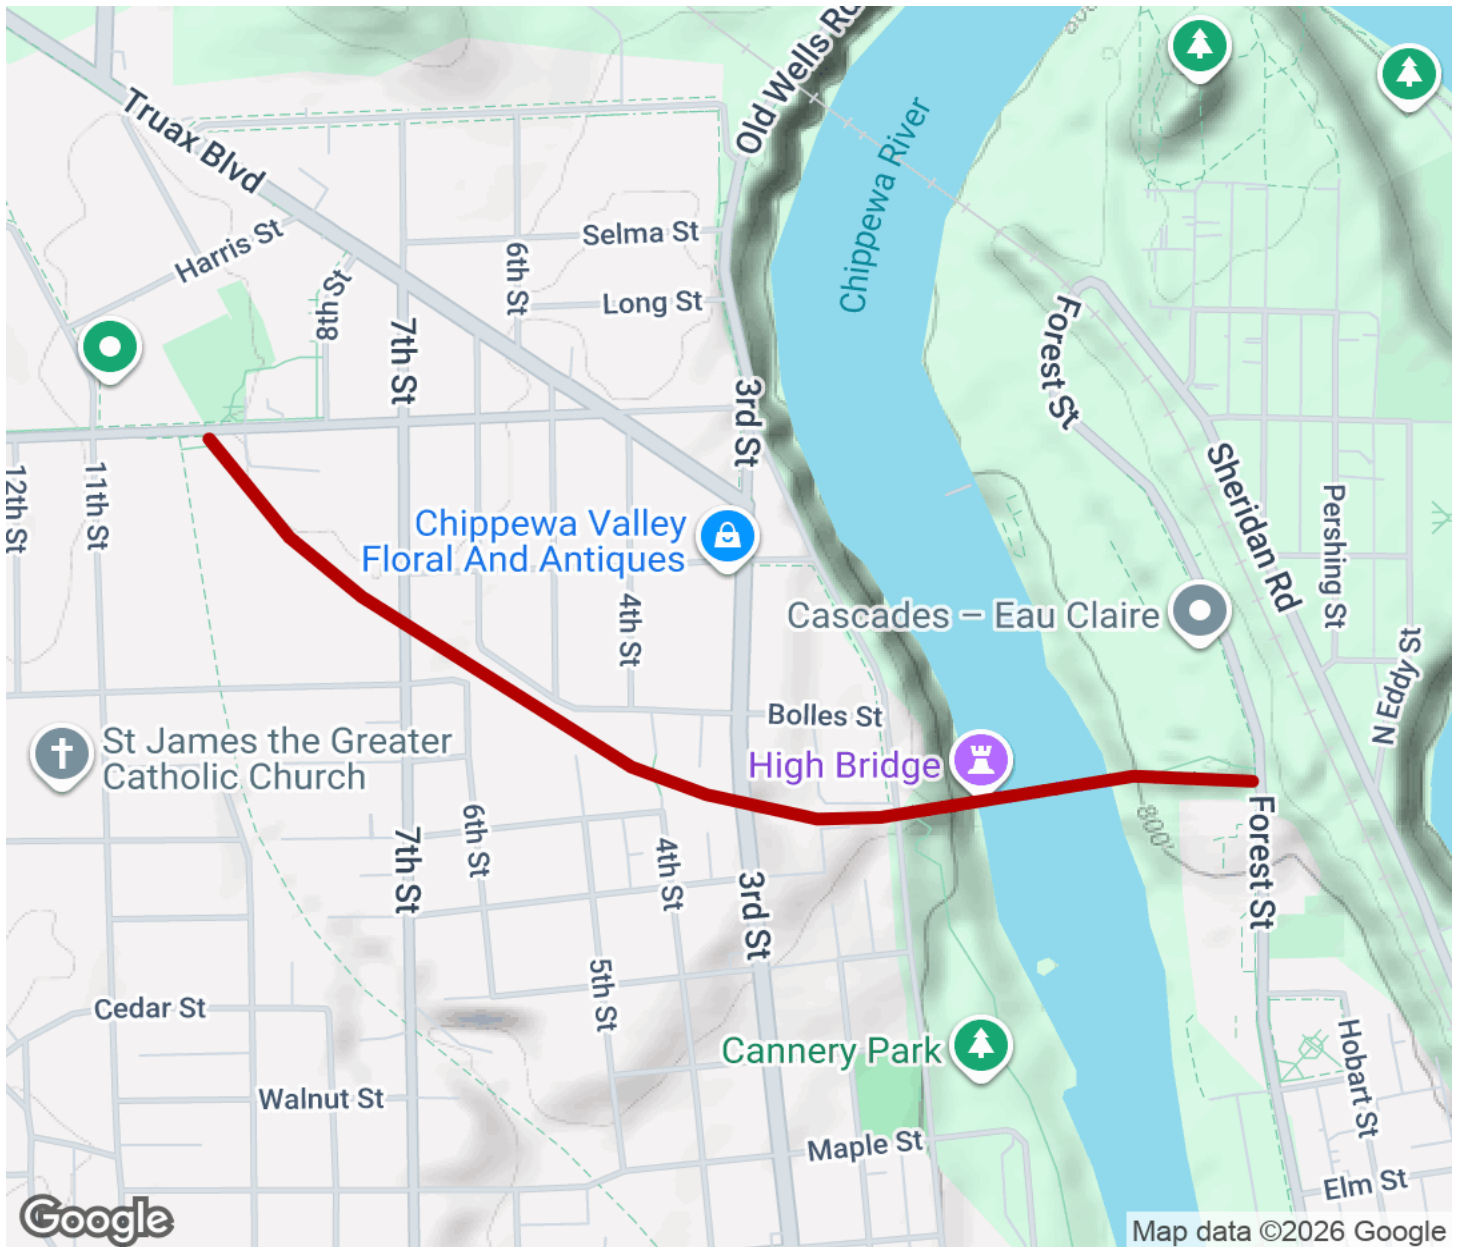 Old Wells Rd
Truax Blvd
Chippewa River
Harris St
Selma St
6th St
8th St
Long St
7th St
Forest St
3rd St
12th St
11th St
Sheridan Rd
Pershing St
Chippewa Valley
Floral And Antiques
4th St
Cascades – Eau Claire
N Eddy St
Bolles St
St James the Greater
Catholic Church
High Bridge
800'
6th St
7th St
4th St
3rd St
Forest St
5th St
Cedar St
Cannery Park
Hobart St
Walnut St
Maple St
Elm St
Google
Map data ©2026 Google